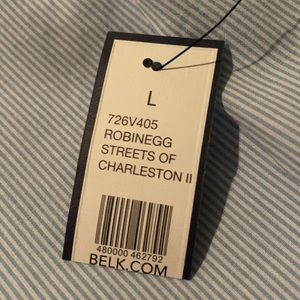 L
726V405
ROBINEGG
STREETS OF
CHARLESTON II
480000 462792
BELK.COM